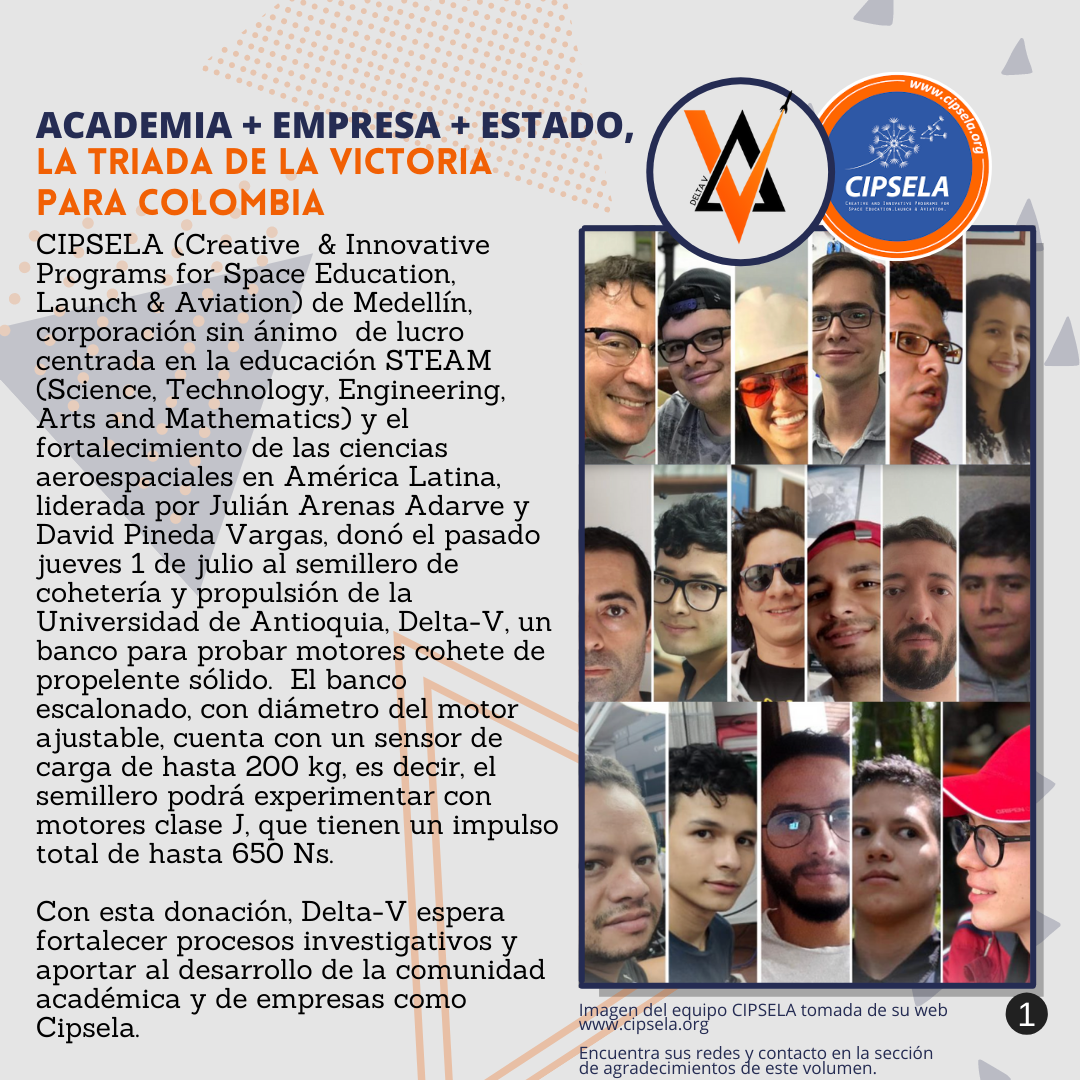 ACADEMIA + EMPRESA + ESTADO,
LA TRIADA DE LA VICTORIA
PARA COLOMBIA
CIPSELA (Creative & Innovative
Programs for Space Education,
Launch & Aviation) de Medellín,
corporación sin ánimo de lucro
centrada en la educación STEAM
(Science, Technology, Engineering,
Arts and Mathematics) y el
fortalecimiento de las ciencias
aeroespaciales en América Latina,
liderada por Julián Arenas Adarve y
David Pineda Vargas, donó el pasado
jueves 1 de julio al semillero de
cohetería y propulsión de la
Universidad de Antioquia, Delta-V, un
banco para probar motores cohete de
propelente sólido. El banco
escalonado, con diámetro del motor
ajustable, cuenta con un sensor de
carga de hasta 200 kg, es decir, el
semillero podrá experimentar con
motores clase J, que tienen un impulso
total de hasta 650 Ns.
Con esta donación, Delta-V espera
fortalecer procesos investigativos y
aportar al desarrollo de la comunidad
académica y de empresas como
Cipsela.
DELTA V
www.cipsela.org
CIPSELA
CREATIVE AND INNOVATIVE PROGRAMS FOR
SPACE EDUCATION, LAUNCH & AVIATION.
Imagen del equipo CIPSELA tomada de su web
www.cipsela.org
Encuentra sus redes y contacto en la sección
de agradecimientos de este volumen.
1